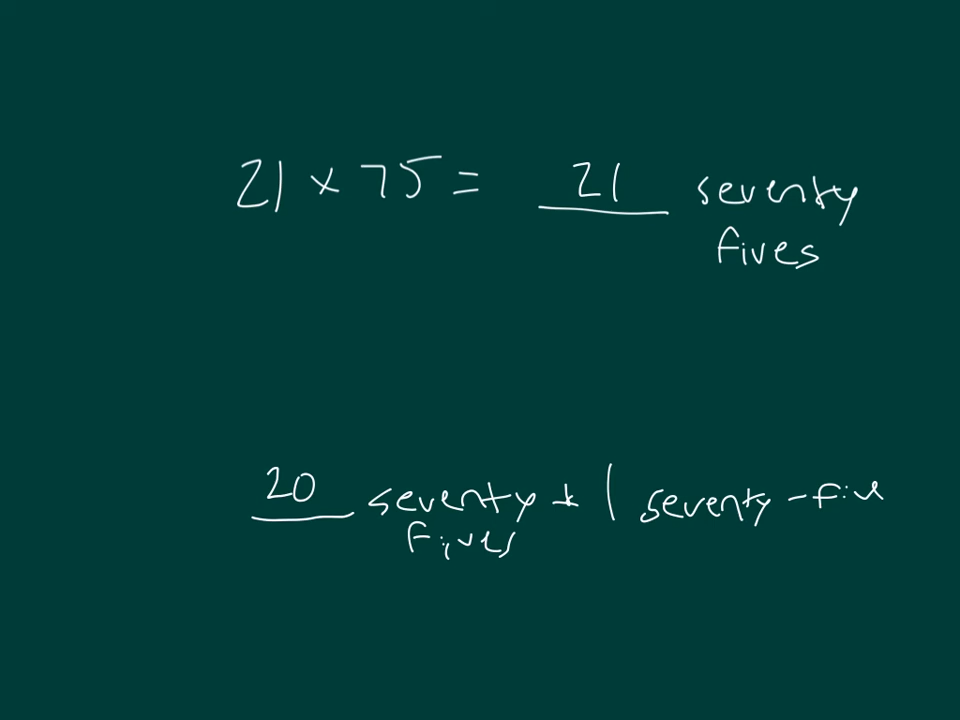 21 × 75 = 21 seventy
fives
20 seventy + 1 seventy-five
fives